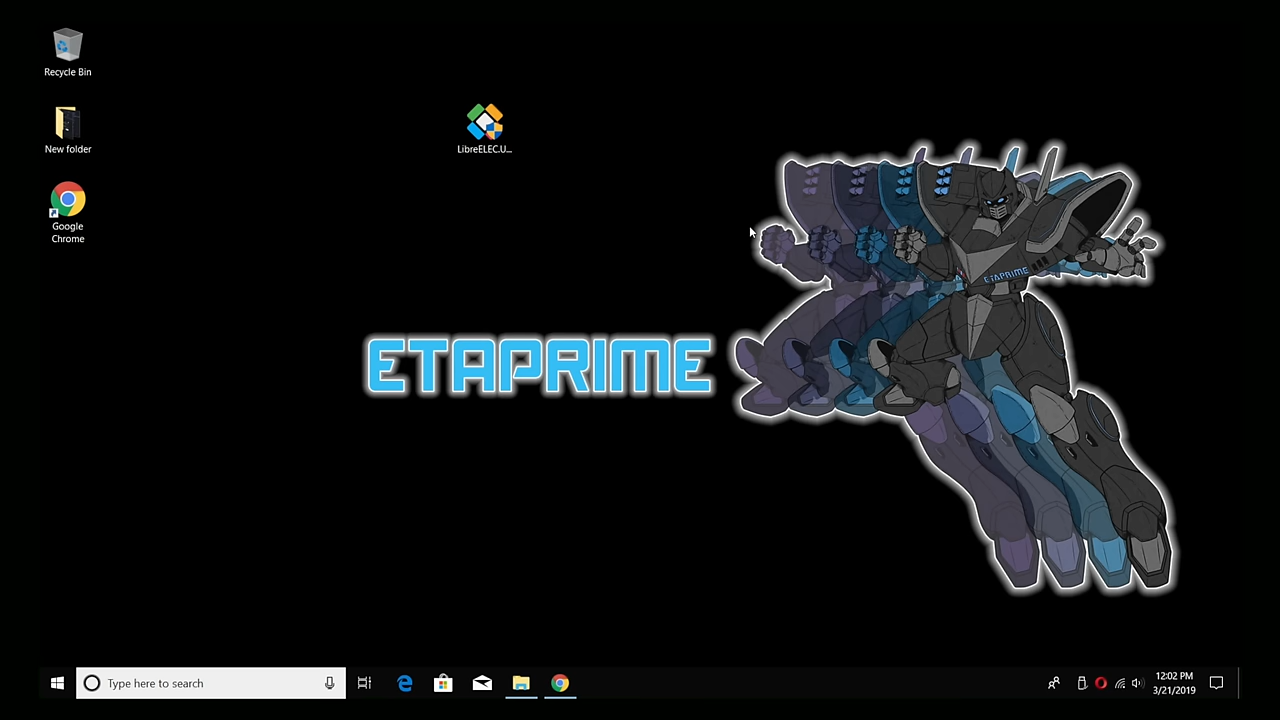 Recycle Bin
New folder
Google
Chrome
LibreELEC.U...
ETAPRIME
ETAPRIME
Type here to search
12:02 PM
3/21/2019